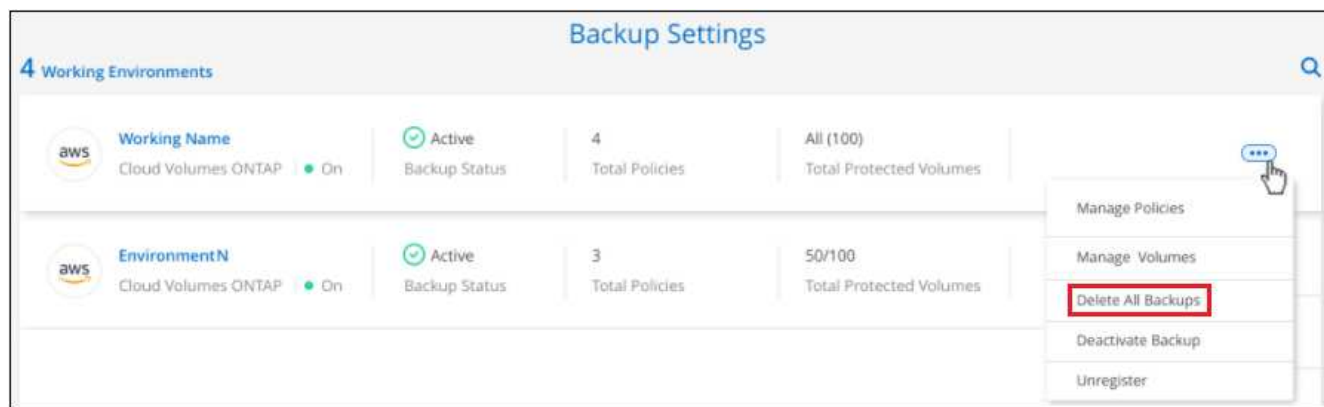 Backup Settings
4 Working Environments
aws
Working Name
Cloud Volumes ONTAP
On
Active
Backup Status
4
Total Policies
All (100)
Total Protected Volumes
Manage Policies
Manage Volumes
Delete All Backups
Deactivate Backup
Unregister
aws
EnvironmentN
Cloud Volumes ONTAP
On
Active
Backup Status
3
Total Policies
50/100
Total Protected Volumes